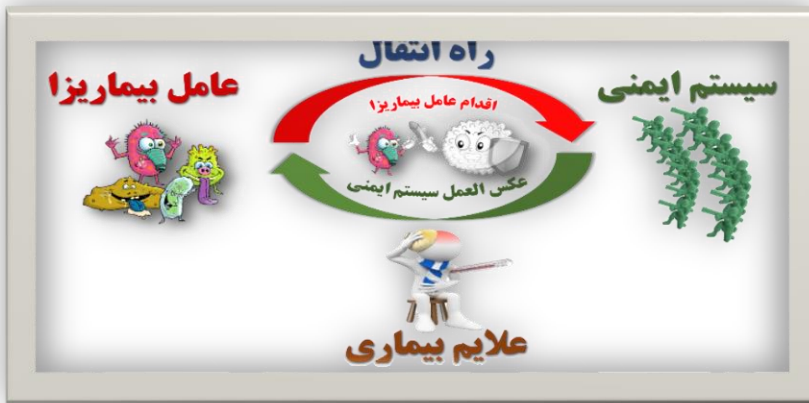 راه انتقال
عامل بیماریزا
سیستم ایمنی
اقدام عامل بیماریزا
عکس العمل سیستم ایمنی
علایم بیماری